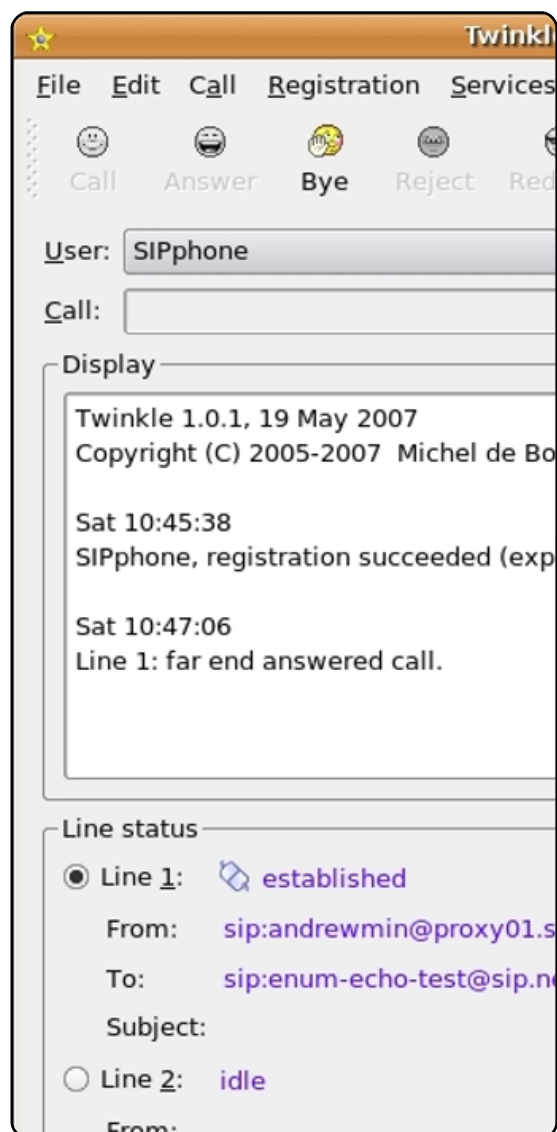 Twinkle
File Edit Call Registration Services
Call Answer Bye Reject Red
User: SIPphone
Call:
Display
Twinkle 1.0.1, 19 May 2007
Copyright (C) 2005-2007 Michel de Bo
Sat 10:45:38
SIPphone, registration succeeded (exp
Sat 10:47:06
Line 1: far end answered call.
Line status
Line 1: established
From: sip:andrewmin@proxy01.s
To: sip:enum-echo-test@sip.ne
Subject:
Line 2: idle
From: